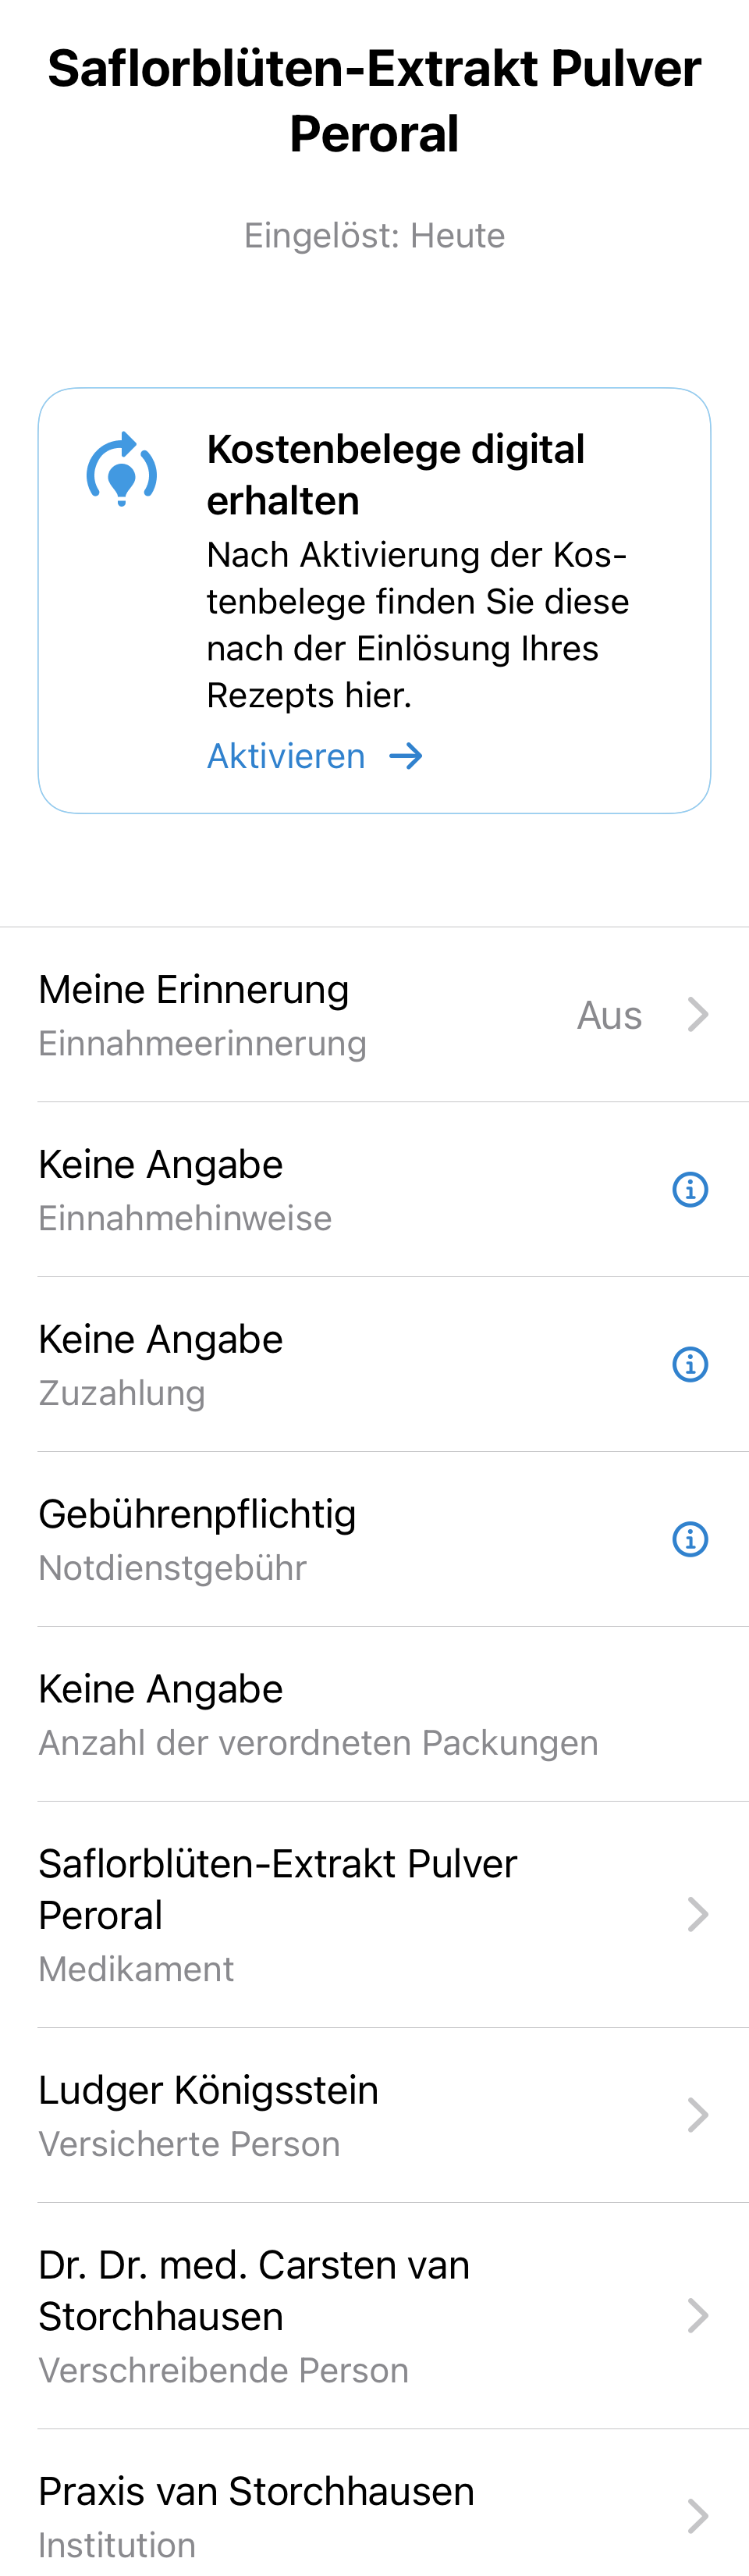 Saflorblüten-Extrakt Pulver
Peroral
Eingelöst: Heute
Kostenbelege digital
erhalten
Nach Aktivierung der Kos-
tenbelege finden Sie diese
nach der Einlösung Ihres
Rezepts hier.
Aktivieren →
Meine Erinnerung
Einnahmeerinnerung
Aus
Keine Angabe
Einnahmehinweise
Keine Angabe
Zuzahlung
Gebührenpflichtig
Notdienstgebühr
Keine Angabe
Anzahl der verordneten Packungen
Saflorblüten-Extrakt Pulver
Peroral
Medikament
Ludger Königsstein
Versicherte Person
Dr. Dr. med. Carsten van
Storchhausen
Verschreibende Person
Praxis van Storchhausen
Institution